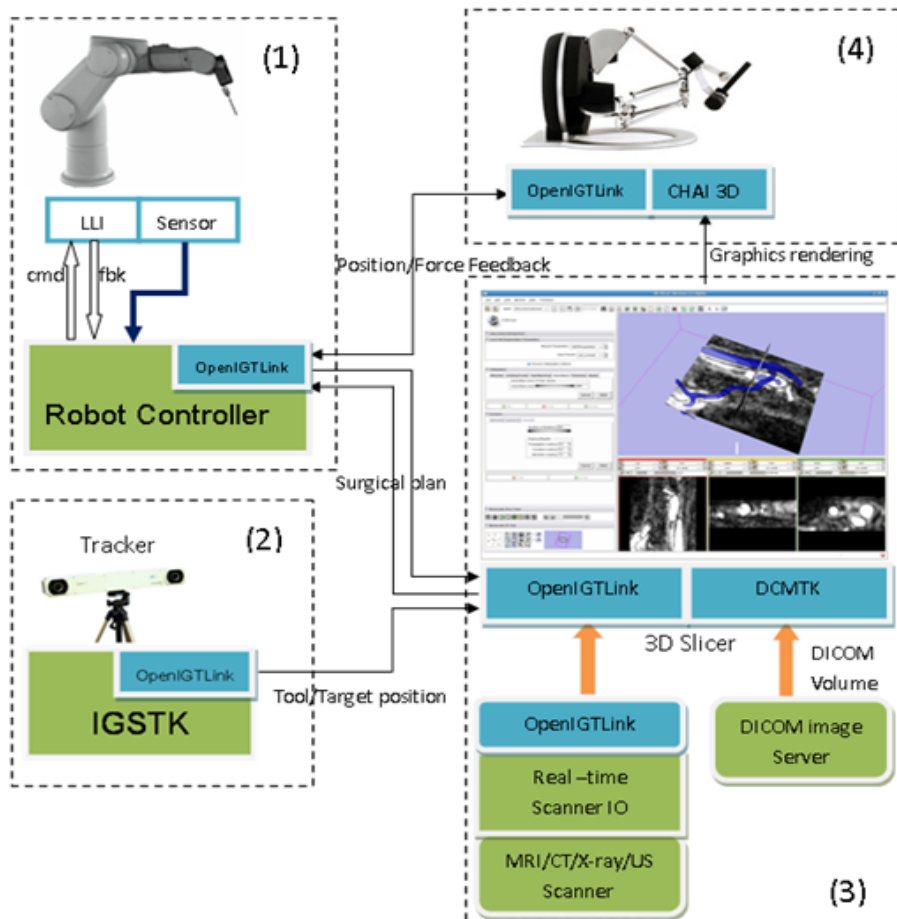 (1)
LLI
Sensor
cmd
fbk
OpenIGTLink
Robot Controller
(4)
OpenIGTLink
CHAI 3D
Position/Force Feedback
Graphics rendering
Surgical plan
(2)
Tracker
OpenIGTLink
IGSTK
Tool/Target position
OpenIGTLink
DCMTK
3D Slicer
DICOM
Volume
OpenIGTLink
Real –time
Scanner IO
MRI/CT/X-ray/US
Scanner
DICOM image
Server
(3)